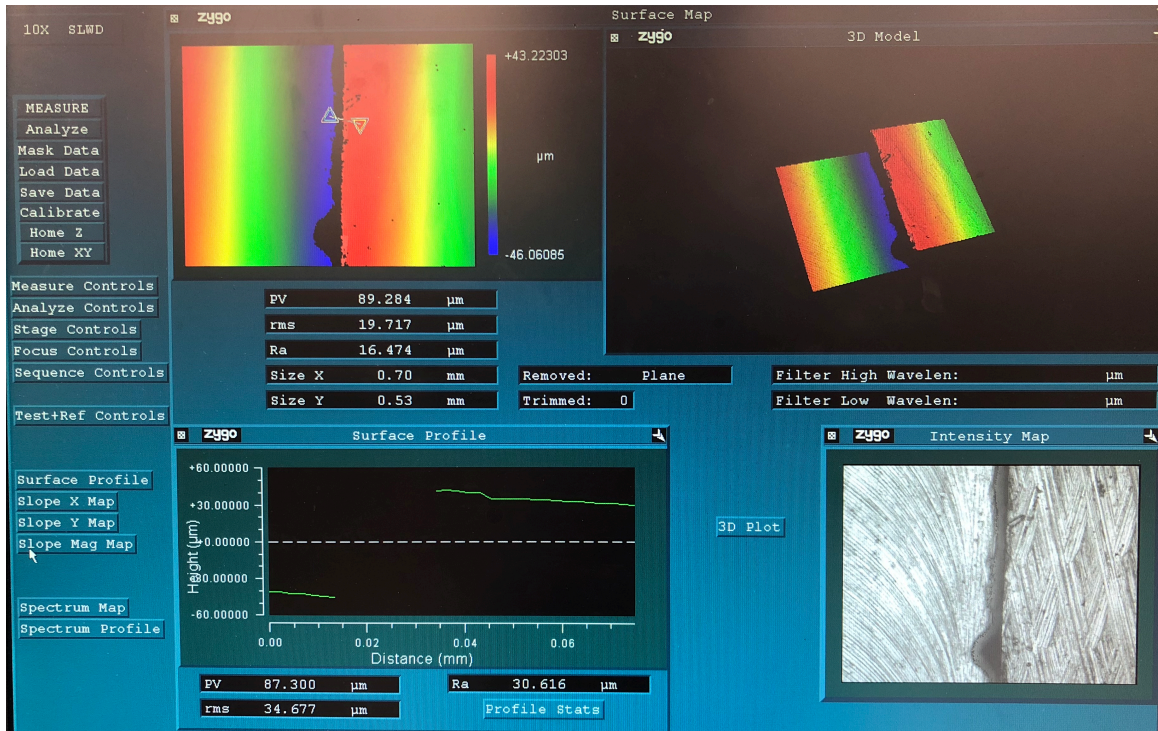 10X SLWD
MEASURE
Analyze
Mask Data
Load Data
Save Data
Calibrate
Home Z
Home XY
Measure Controls
Analyze Controls
Stage Controls
Focus Controls
Sequence Controls
Test+Ref Controls
Surface Profile
Slope X Map
Slope Y Map
Slope Mag Map
Spectrum Map
Spectrum Profile
zygo
+43.22303
µm
-46.06085
Surface Map
zygo 3D Model
PV 89.284 µm
rms 19.717 µm
Ra 16.474 µm
Size X 0.70 mm
Size Y 0.53 mm
Removed: Plane
Trimmed: 0
Filter High Wavelen: µm
Filter Low Wavelen: µm
zygo Surface Profile
+60.00000
+30.00000
+0.00000
-30.00000
-60.00000
Height (µm)
0.00 0.02 0.04 0.06
Distance (mm)
PV 87.300 µm
rms 34.677 µm
Ra 30.616 µm
Profile Stats
3D Plot
zygo Intensity Map